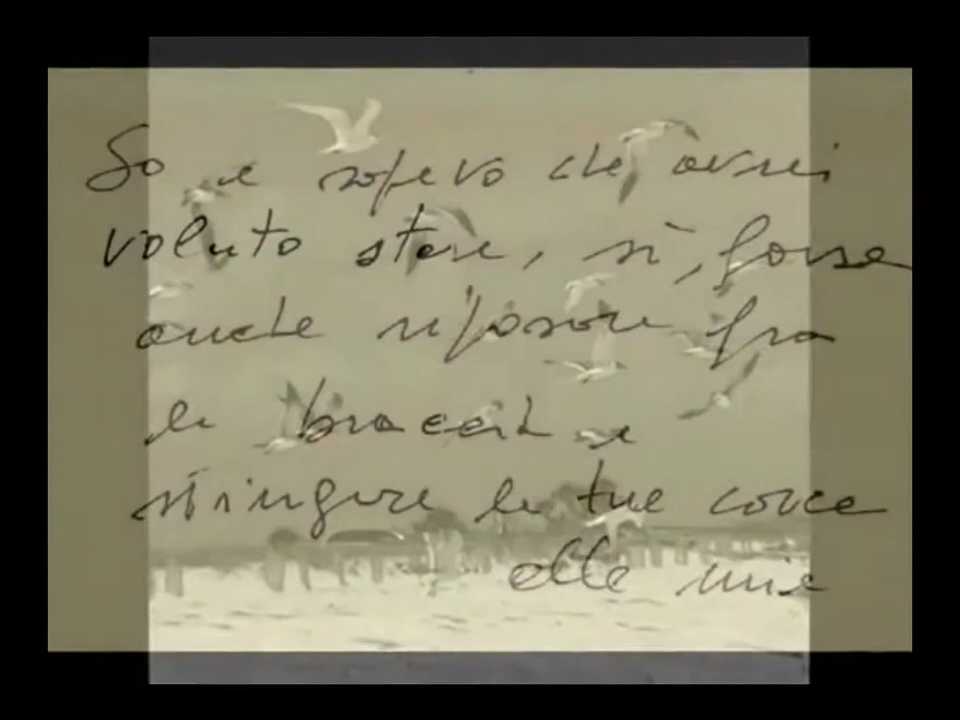 So e sapevo che avrei
voluto stare, sì, forse
anche riposare fra
le braccia e
stringere le tue cosce
alle mie